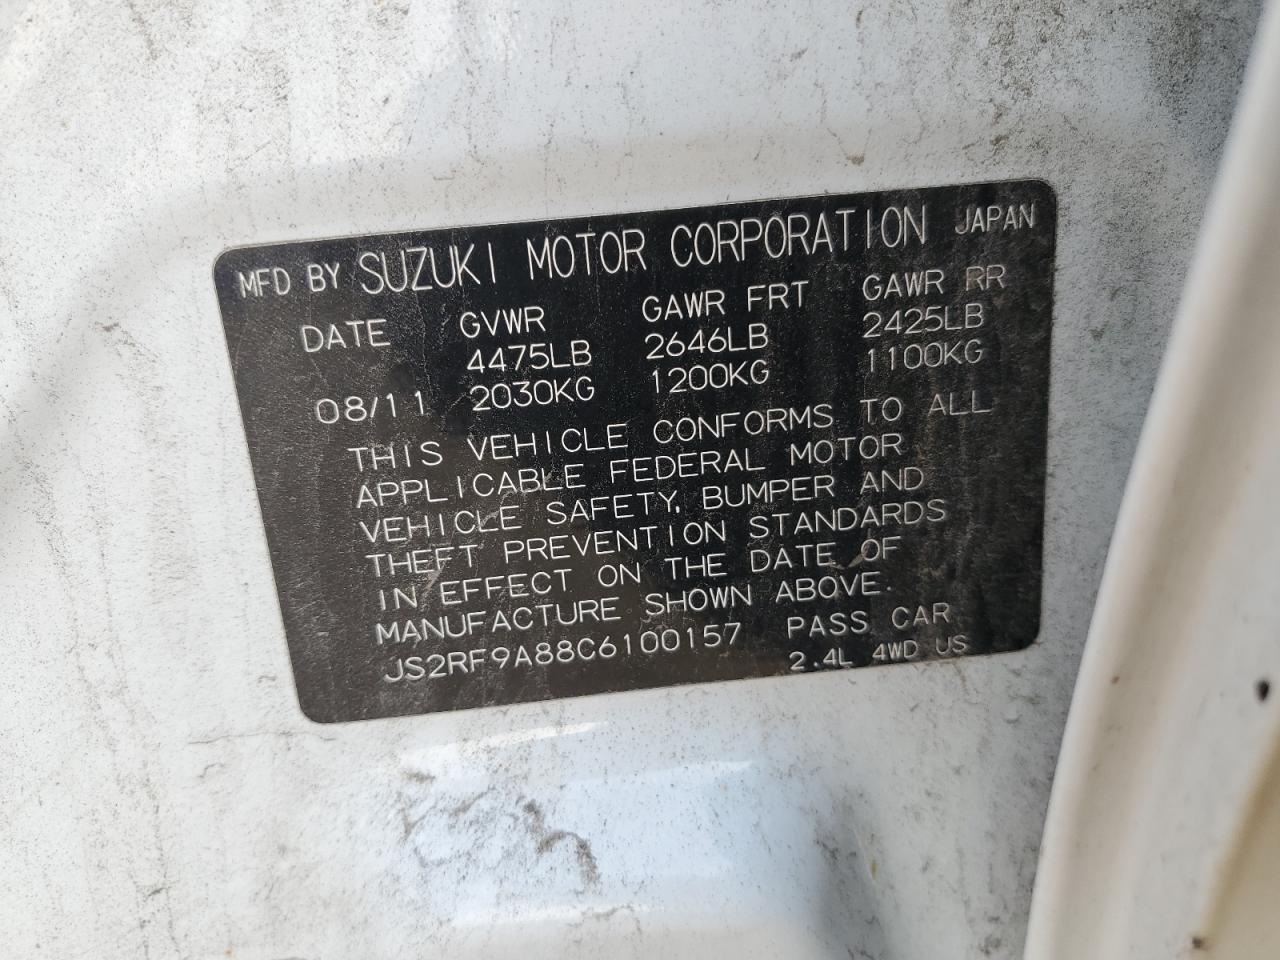 MFD BY SUZUKI MOTOR CORPORATION JAPAN
DATE GVWR GAWR FRT GAWR RR
4475LB 2646LB 2425LB
08/11 2030KG 1200KG 1100KG
THIS VEHICLE CONFORMS TO ALL
APPLICABLE FEDERAL MOTOR
VEHICLE SAFETY, BUMPER AND
THEFT PREVENTION STANDARDS
IN EFFECT ON THE DATE OF
MANUFACTURE SHOWN ABOVE.
JS2RF9A88C6100157 PASS CAR
2.4L 4WD US